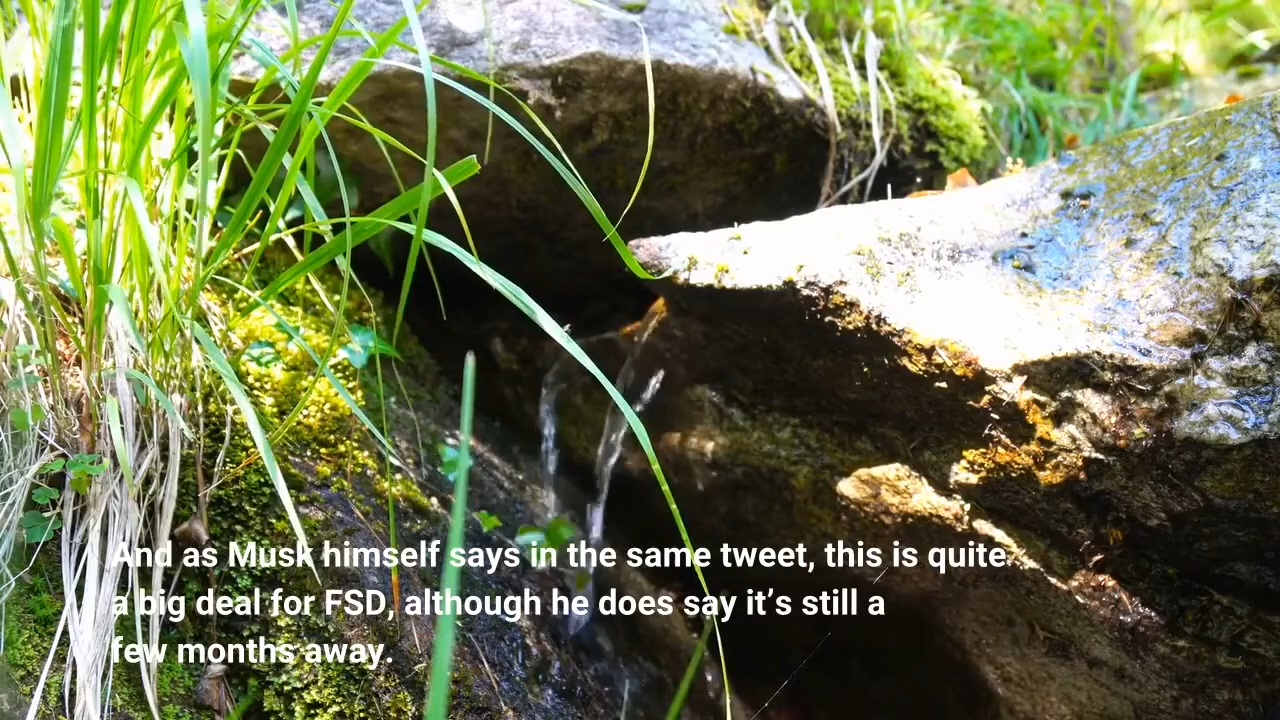 And as Musk himself says in the same tweet, this is quite
a big deal for FSD, although he does say it’s still a
few months away.